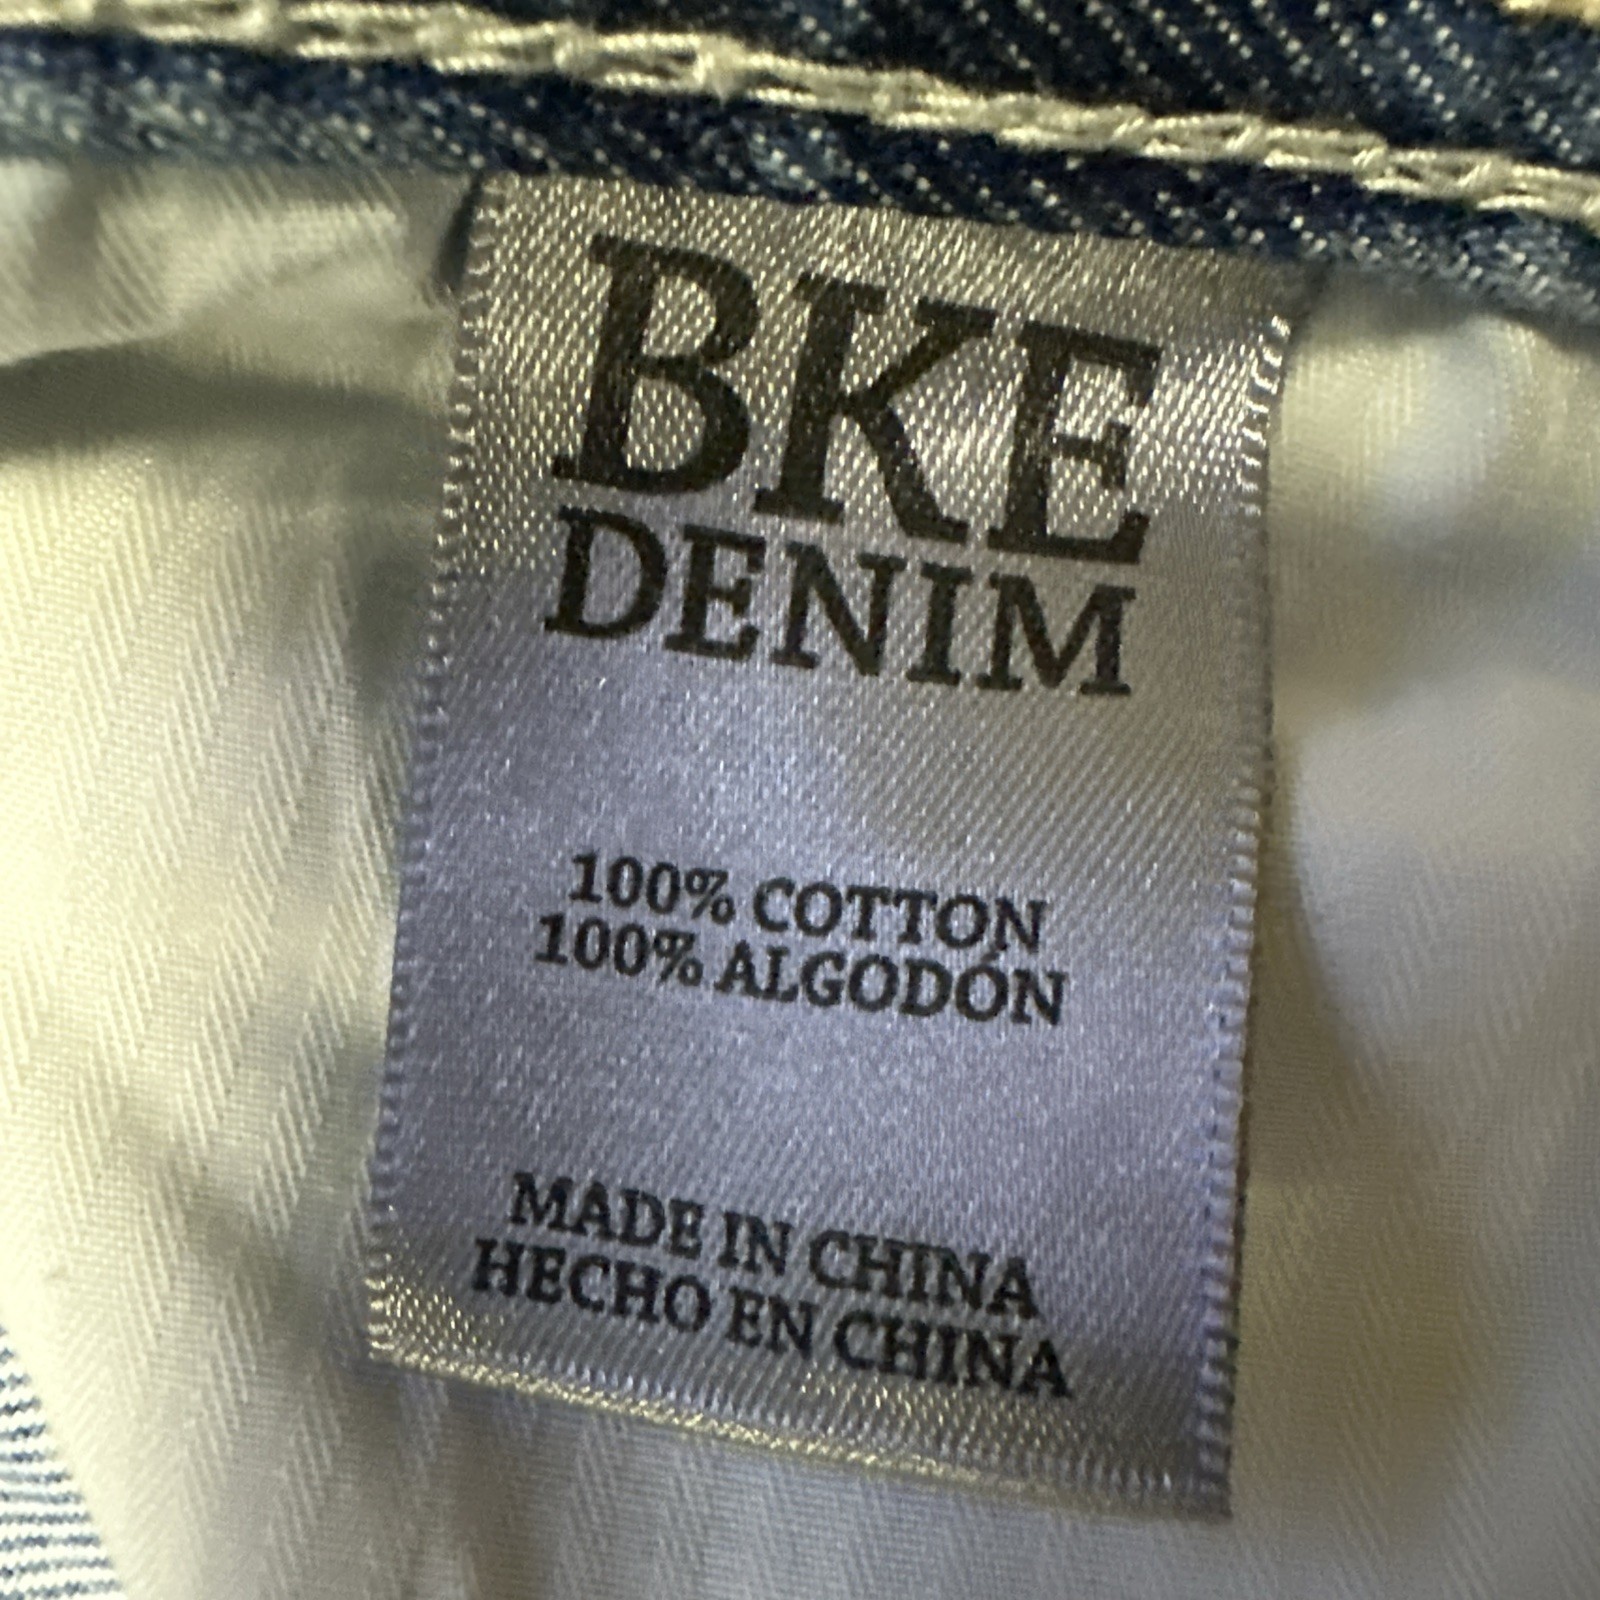 BKE
DENIM
100% COTTON
100% ALGODÓN
MADE IN CHINA
HECHO EN CHINA